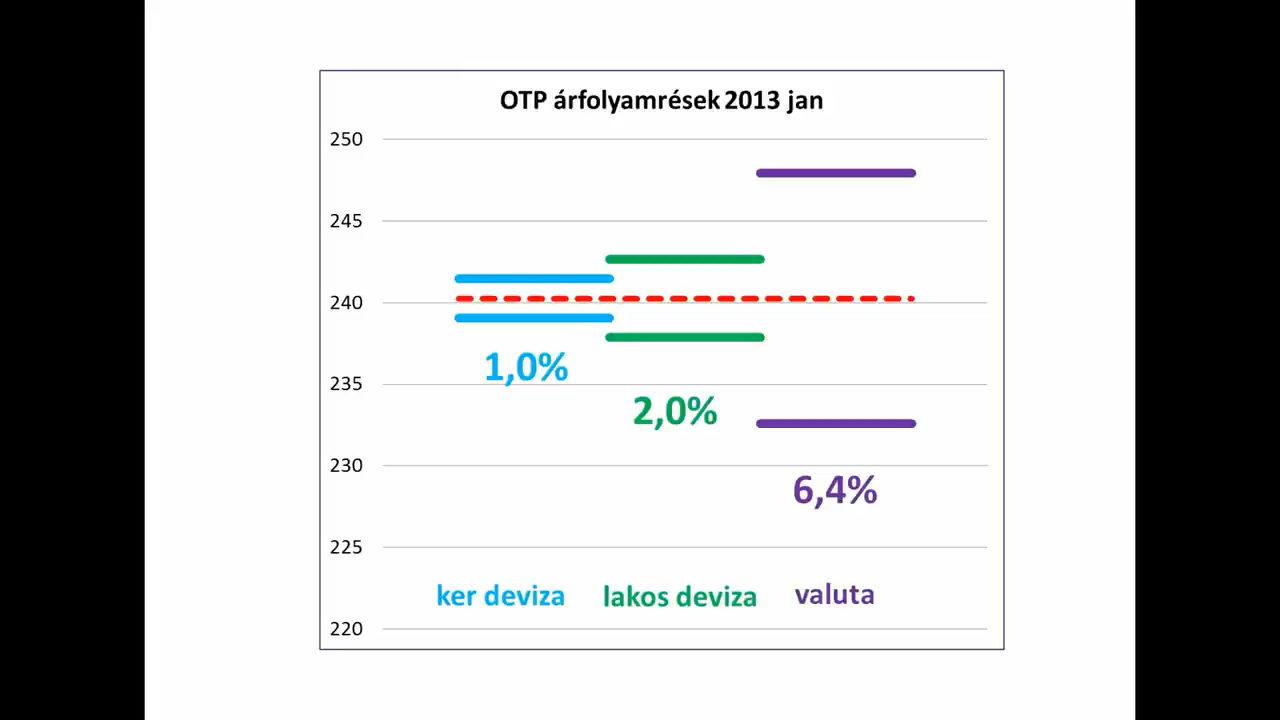 OTP árfolyamrések 2013 jan
250
245
240
235
230
225
220
1,0%
2,0%
6,4%
ker deviza
lakos deviza
valuta